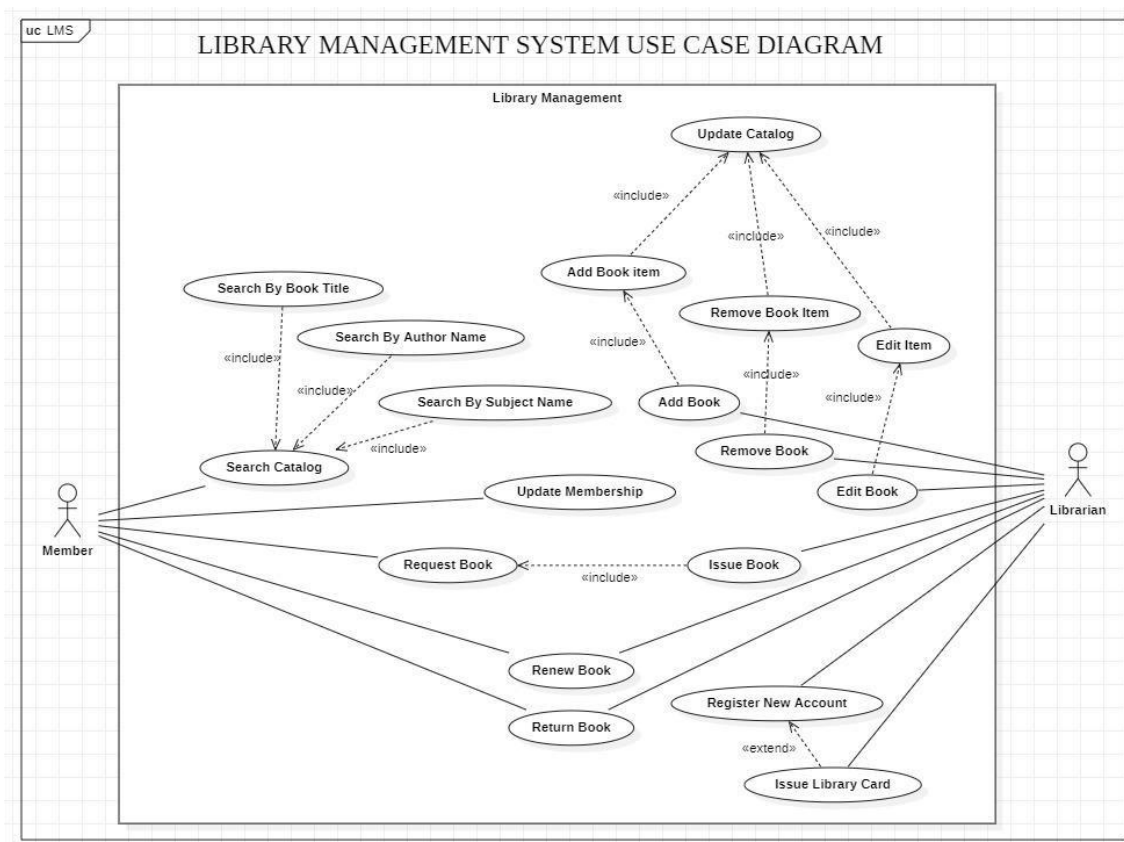 uc LMS
LIBRARY MANAGEMENT SYSTEM USE CASE DIAGRAM
Library Management
Update Catalog
«include»
«include»
«include»
Add Book item
Search By Book Title
Remove Book Item
Search By Author Name
«include»
Edit Item
«include»
«include»
«include»
Search By Subject Name
Add Book
«include»
«include»
Remove Book
Search Catalog
Update Membership
Edit Book
Member
Librarian
Request Book
«include»
Issue Book
Renew Book
Register New Account
Return Book
«extend»
Issue Library Card